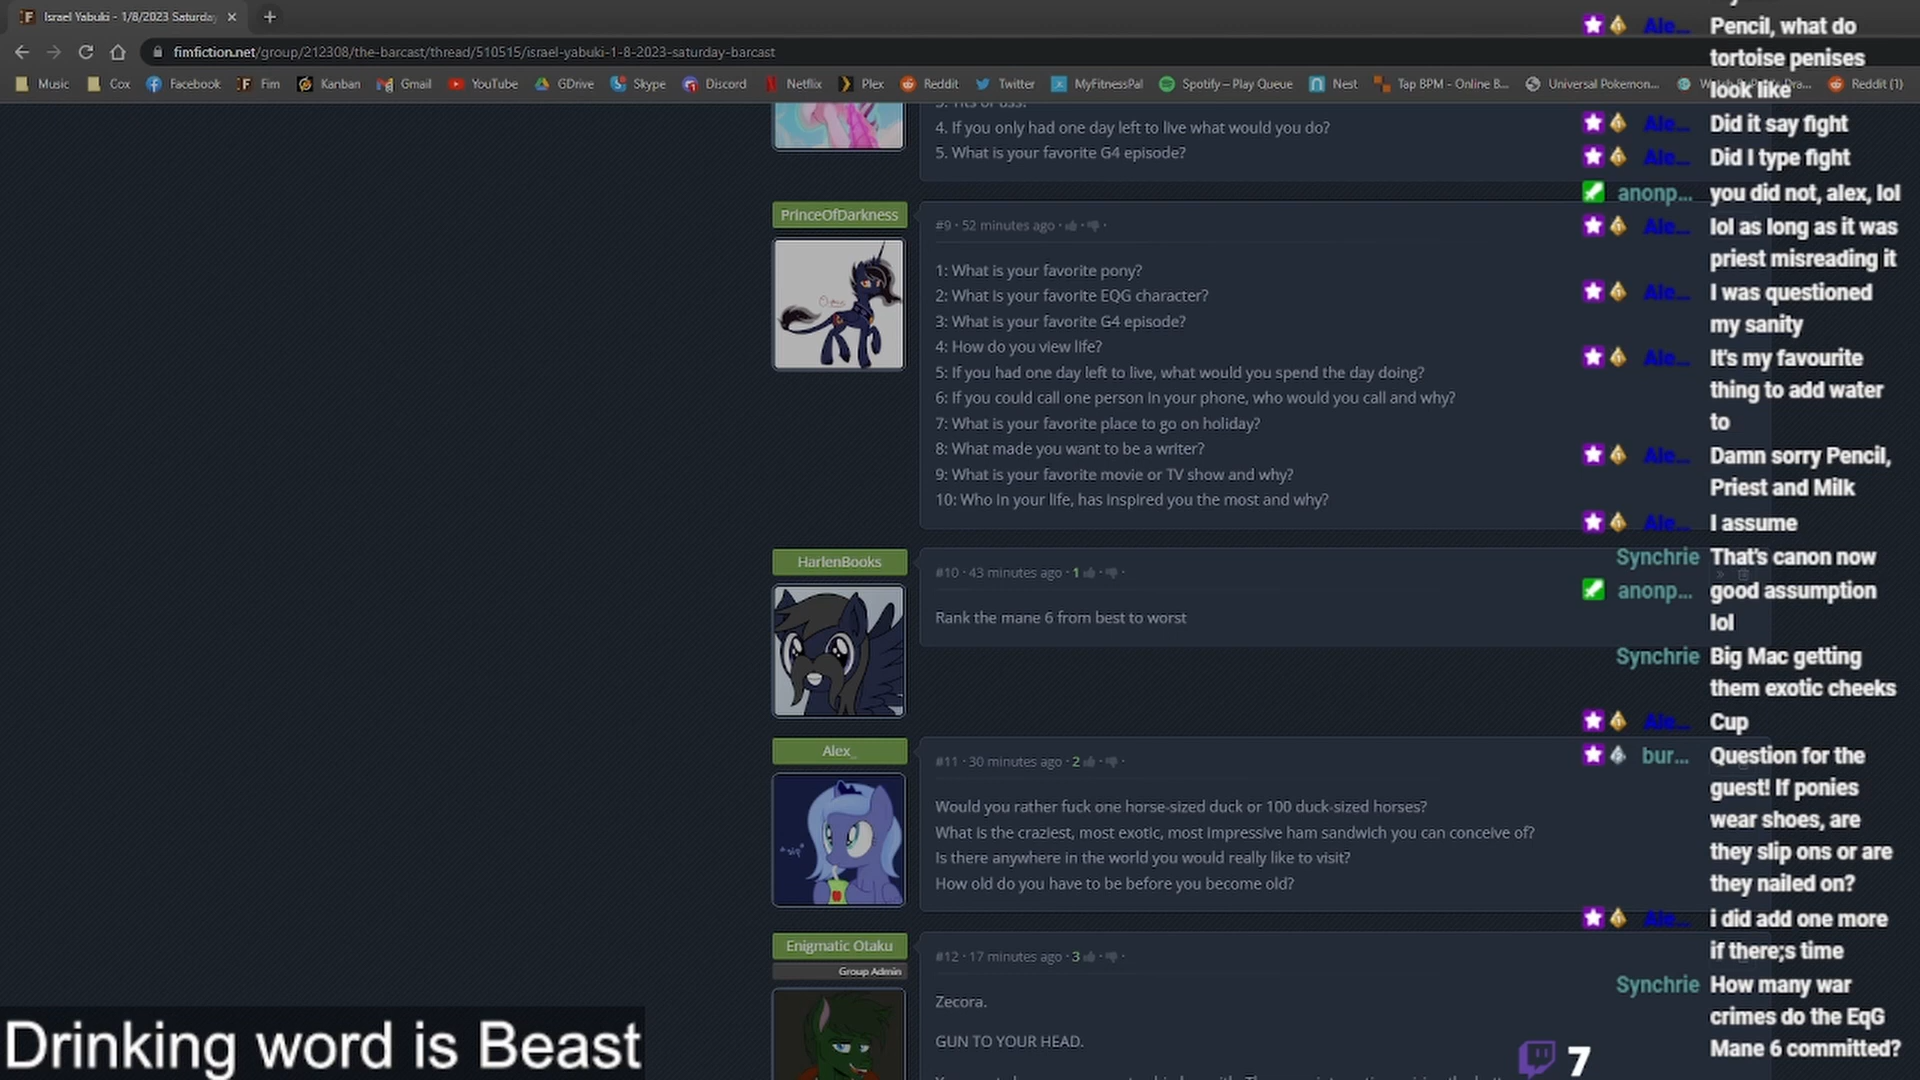 Israel Yabuki - 1/8/2023 Saturday
fimfiction.net/group/212308/the-barcast/thread/510515/israel-yabuki-1-8-2023-saturday-barcast
Music Cox Facebook Fim Kanban Gmail YouTube GDrive Skype Discord Netflix Plex Reddit Twitter MyFitnessPal Spotify – Play Queue Nest Tap BPM - Online B... Universal Pokemon... Reddit (1)
4. If you only had one day left to live what would you do?
5. What is your favorite G4 episode?
PrinceOfDarkness
#9 · 52 minutes ago ·
1: What is your favorite pony?
2: What is your favorite EQG character?
3: What is your favorite G4 episode?
4: How do you view life?
5: If you had one day left to live, what would you spend the day doing?
6: If you could call one person in your phone, who would you call and why?
7: What is your favorite place to go on holiday?
8: What made you want to be a writer?
9: What is your favorite movie or TV show and why?
10: Who in your life, has inspired you the most and why?
HarlenBooks
#10 · 43 minutes ago · 1
Rank the mane 6 from best to worst
Alex_
*sip*
#11 · 30 minutes ago · 2
Would you rather fuck one horse-sized duck or 100 duck-sized horses?
What is the craziest, most exotic, most impressive ham sandwich you can conceive of?
Is there anywhere in the world you would really like to visit?
How old do you have to be before you become old?
Enigmatic Otaku
Group Admin
#12 · 17 minutes ago · 3
Zecora.
GUN TO YOUR HEAD.
Drinking word is Beast
7
Ale... Pencil, what do
tortoise penises
look like
Ale... Did it say fight
Ale... Did I type fight
anonp... you did not, alex, lol
Ale... lol as long as it was
priest misreading it
Ale... I was questioned
my sanity
Ale... It's my favourite
thing to add water
to
Ale... Damn sorry Pencil,
Priest and Milk
Ale... I assume
Synchrie That's canon now
anonp... good assumption
lol
Synchrie Big Mac getting
them exotic cheeks
Ale... Cup
bur... Question for the
guest! If ponies
wear shoes, are
they slip ons or are
they nailed on?
Ale... i did add one more
if there;s time
Synchrie How many war
crimes do the EqG
Mane 6 committed?